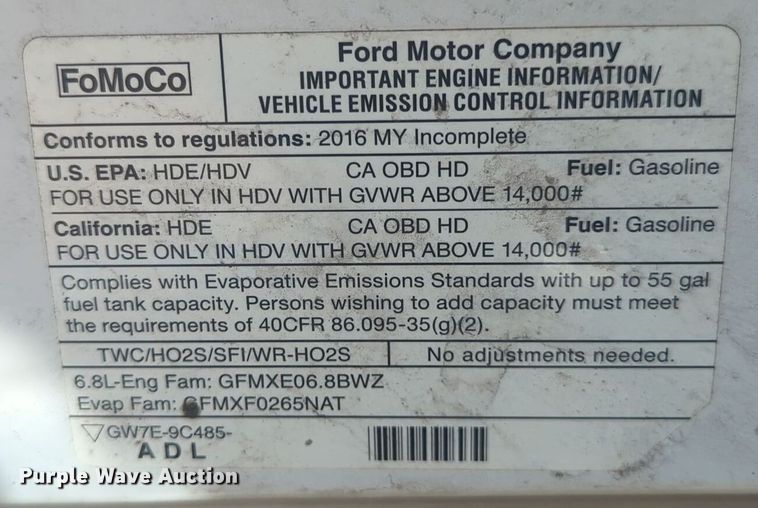 FoMoCo
Ford Motor Company
IMPORTANT ENGINE INFORMATION/
VEHICLE EMISSION CONTROL INFORMATION
Conforms to regulations: 2016 MY Incomplete
U.S. EPA: HDE/HDV CA OBD HD Fuel: Gasoline
FOR USE ONLY IN HDV WITH GVWR ABOVE 14,000#
California: HDE CA OBD HD Fuel: Gasoline
FOR USE ONLY IN HDV WITH GVWR ABOVE 14,000#
Complies with Evaporative Emissions Standards with up to 55 gal
fuel tank capacity. Persons wishing to add capacity must meet
the requirements of 40CFR 86.095-35(g)(2).
TWC/HO2S/SFI/WR-HO2S No adjustments needed.
6.8L-Eng Fam: GFMXE06.8BWZ
Evap Fam: GFMXF0265NAT
GW7E-9C485-
ADL
Purple Wave Auction